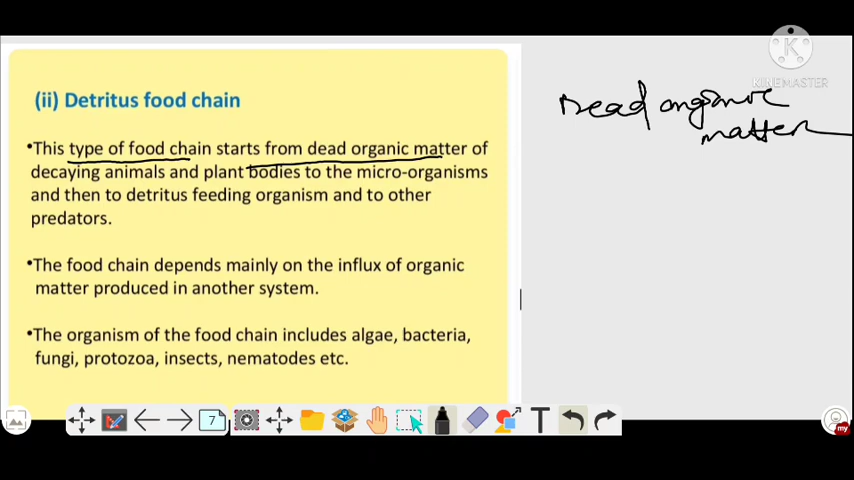 (ii) Detritus food chain
•This type of food chain starts from dead organic matter of
decaying animals and plant bodies to the micro-organisms
and then to detritus feeding organism and to other
predators.
•The food chain depends mainly on the influx of organic
matter produced in another system.
•The organism of the food chain includes algae, bacteria,
fungi, protozoa, insects, nematodes etc.
Dead organic
matter
K
KINEMASTER
7
T
my